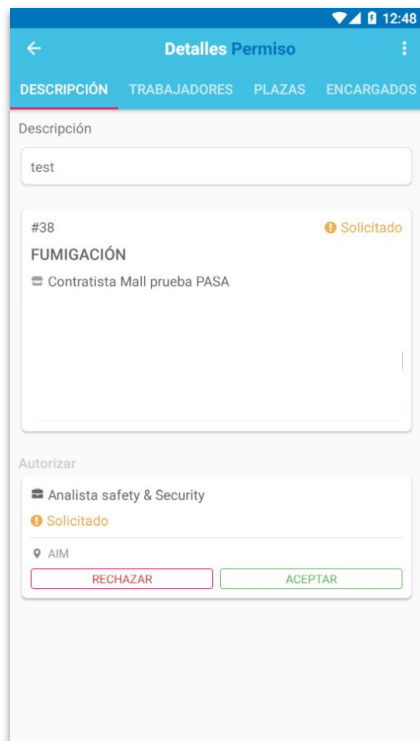 12:48
Detalles Permiso
DESCRIPCIÓN TRABAJADORES PLAZAS ENCARGADOS
Descripción
test
#38 Solicitado
FUMIGACIÓN
Contratista Mall prueba PASA
Autorizar
Analista safety & Security
Solicitado
AIM
RECHAZAR ACEPTAR